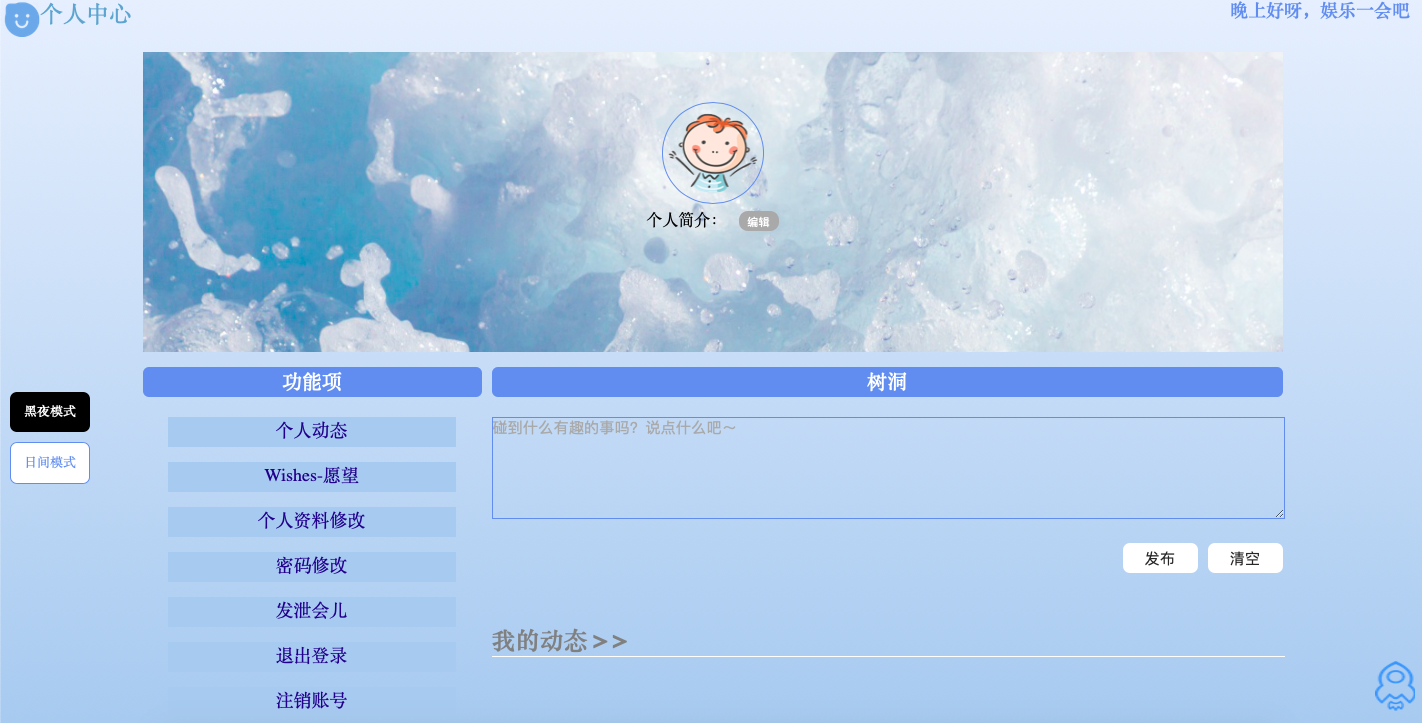 个人中心
晚上好呀，娱乐一会吧
个人简介：
编辑
功能项
树洞
黑夜模式
日间模式
个人动态
Wishes-愿望
个人资料修改
密码修改
发泄会儿
退出登录
注销账号
碰到什么有趣的事吗？说点什么吧～
发布
清空
我的动态>>